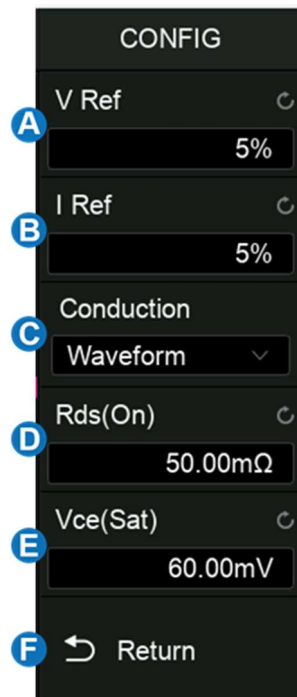 CONFIG
A
V Ref
5%
B
I Ref
5%
C
Conduction
Waveform
D
Rds(On)
50.00mΩ
E
Vce(Sat)
60.00mV
F
Return